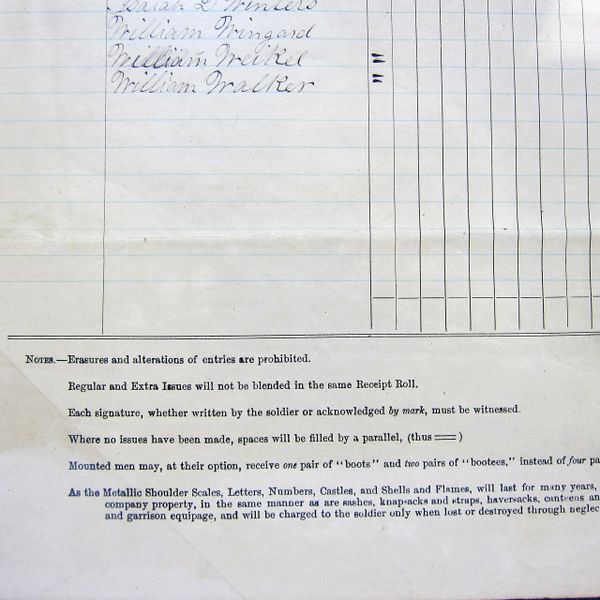 Isaiah D Winters
William Wingard
William Weikel "
William Walker "
NOTES.—Erasures and alterations of entries are prohibited.
Regular and Extra Issues will not be blended in the same Receipt Roll.
Each signature, whether written by the soldier or acknowledged by mark, must be witnessed.
Where no issues have been made, spaces will be filled by a parallel, (thus ═══)
Mounted men may, at their option, receive one pair of "boots" and two pairs of "bootees," instead of four pa
As the Metallic Shoulder Scales, Letters, Numbers, Castles, and Shells and Flames, will last for many years,
company property, in the same manner as are sashes, knapsacks and straps, haversacks, canteens an
and garrison equipage, and will be charged to the soldier only when lost or destroyed through neglec